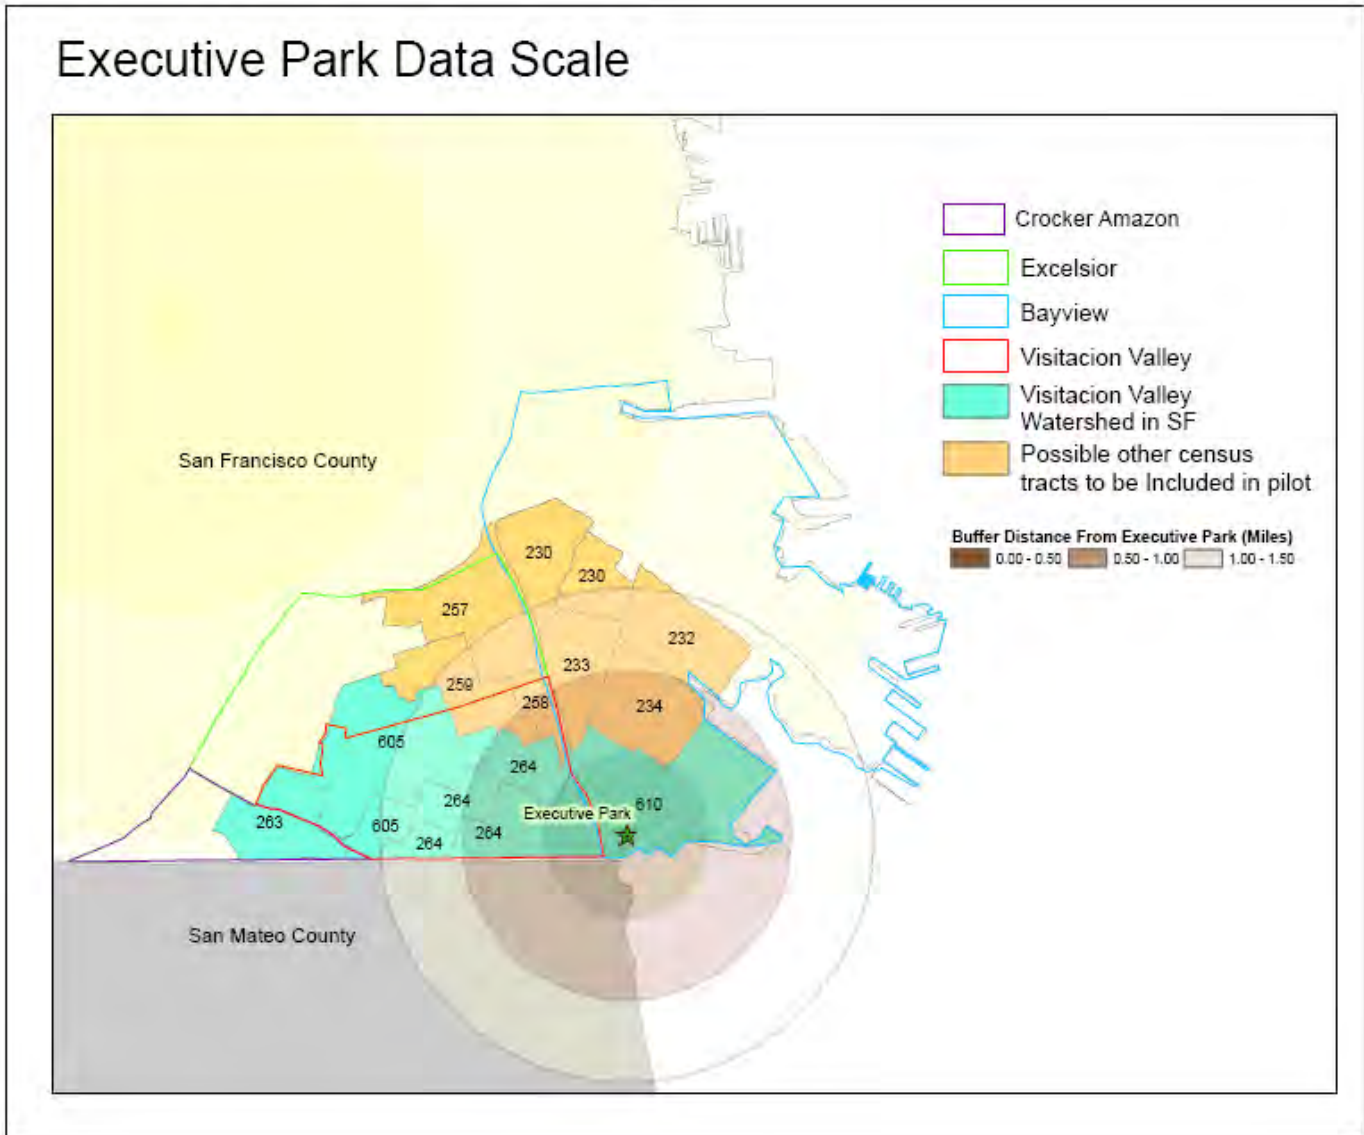 Executive Park Data Scale
Crocker Amazon
Excelsior
Bayview
Visitacion Valley
Visitacion Valley
Watershed in SF
Possible other census
tracts to be Included in pilot
Buffer Distance From Executive Park (Miles)
0.00 - 0.50
0.50 - 1.00
1.00 - 1.50
San Francisco County
230
230
257
232
233
259
258
234
605
264
264
610
Executive Park
263
605
264
264
San Mateo County